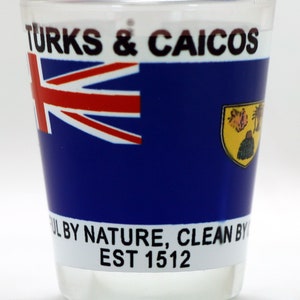 TURKS & CAICOS
BY NATURE, CLEAN BY
EST 1512